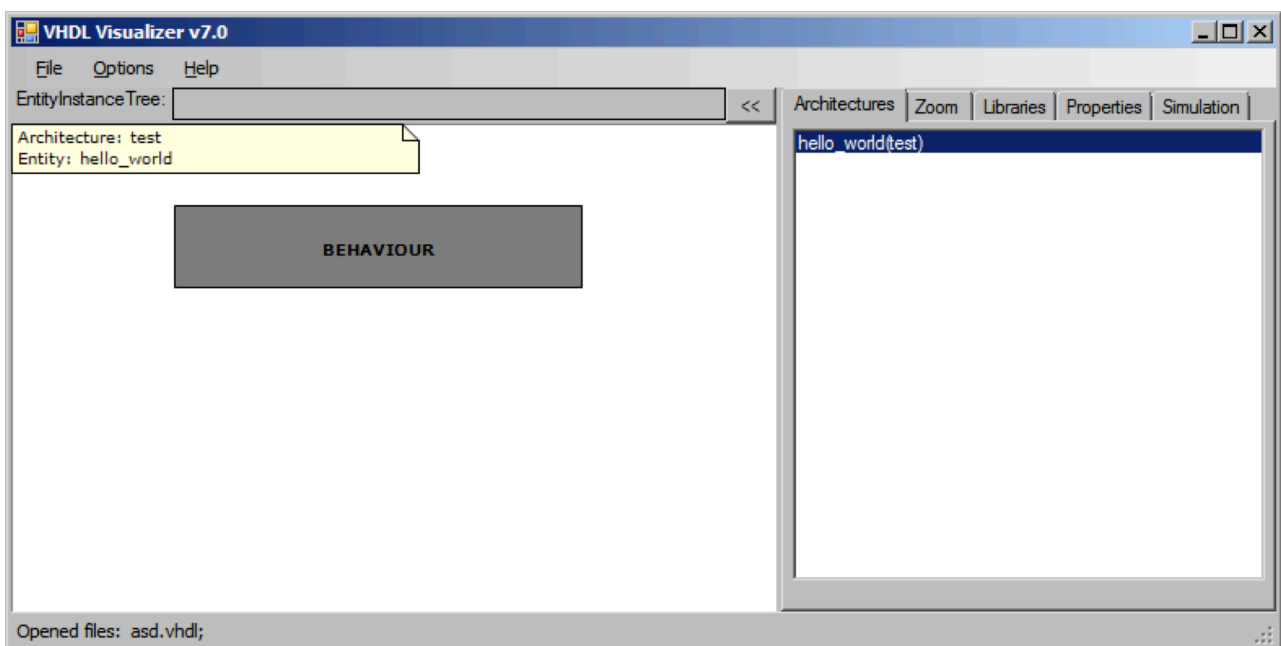 VHDL Visualizer v7.0
File Options Help
EntityInstanceTree: << Architectures Zoom Libraries Properties Simulation
Architecture: test
Entity: hello_world
hello_world(test)
BEHAVIOUR
Opened files: asd.vhdl;